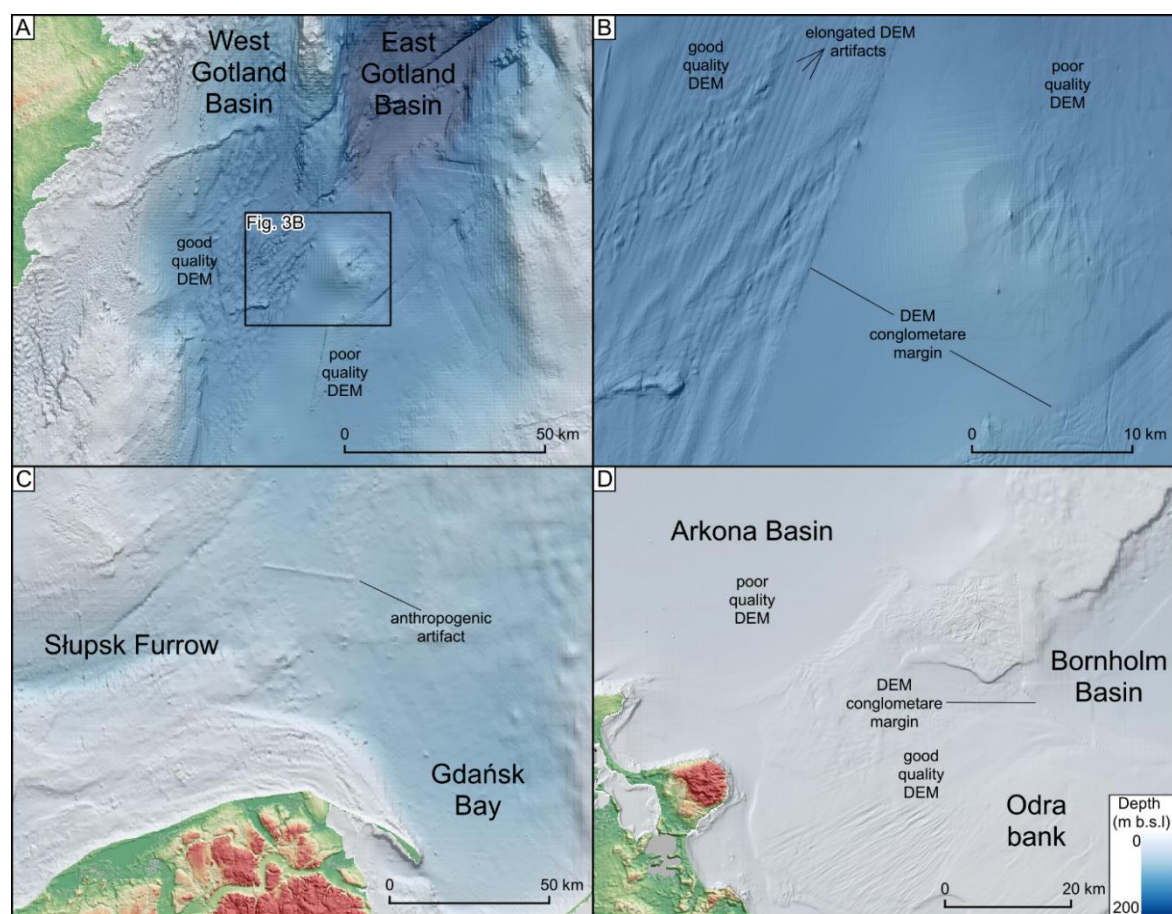 A
West
Gotland
Basin
East
Gotland
Basin
Fig. 3B
good
quality
DEM
poor
quality
DEM
0
50 km
B
good
quality
DEM
elongated DEM
artifacts
poor
quality
DEM
DEM
conglometare
margin
0
10 km
C
Słupsk Furrow
anthropogenic
artifact
Gdańsk
Bay
0
50 km
D
Arkona Basin
poor
quality
DEM
Bornholm
Basin
DEM
conglometare
margin
good
quality
DEM
Odra
bank
0
20 km
Depth
(m b.s.l)
0
200